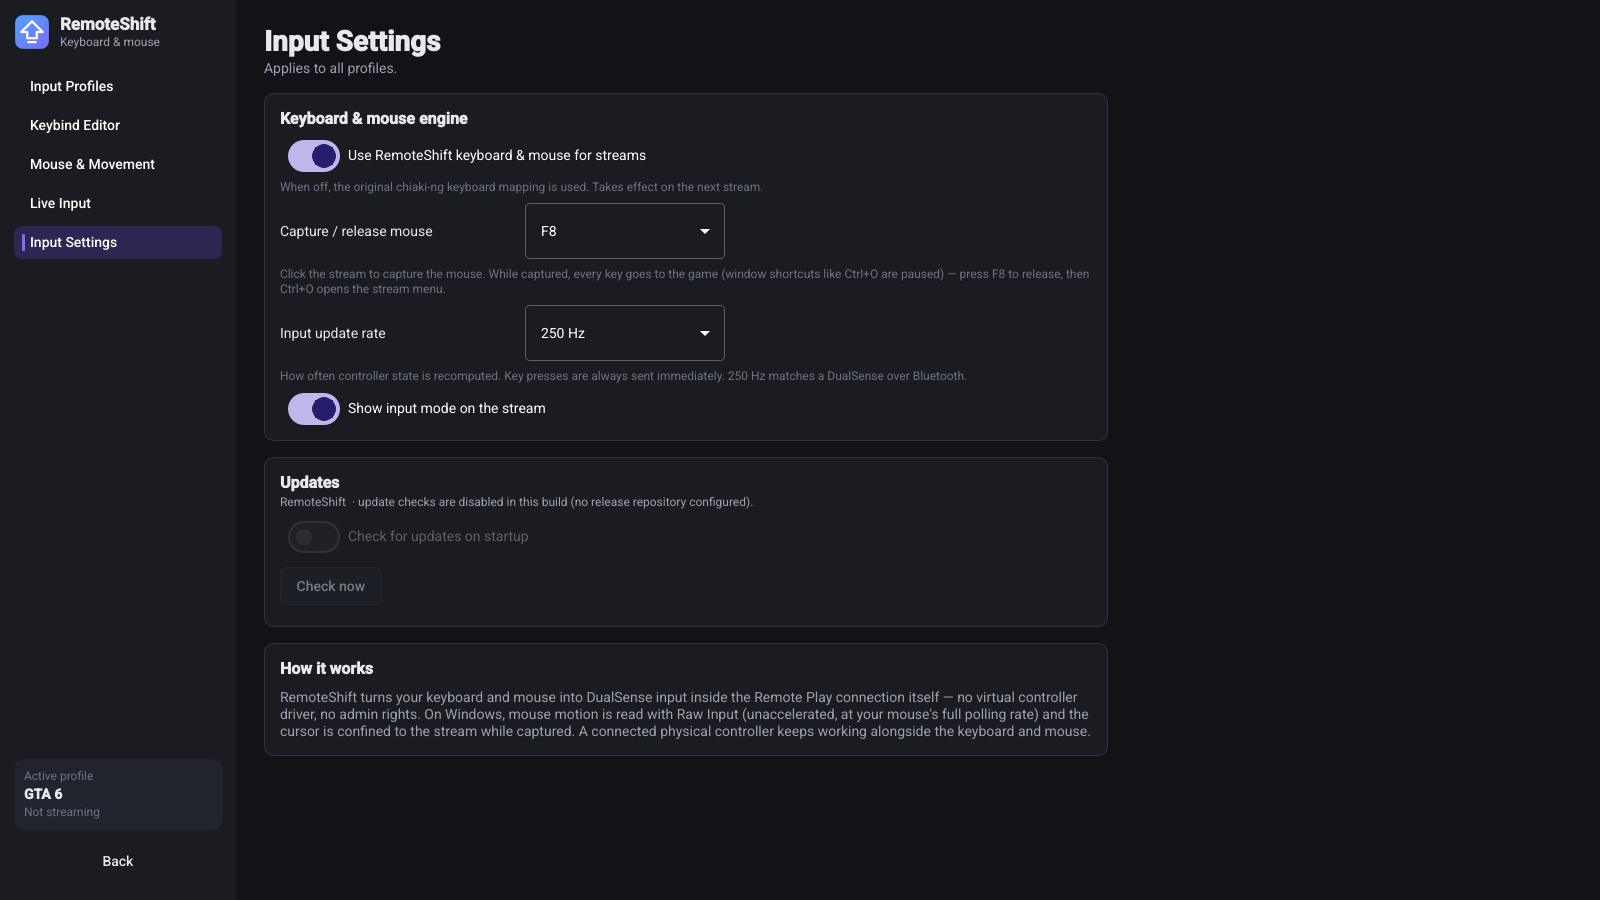 RemoteShift
Keyboard & mouse
Input Profiles
Keybind Editor
Mouse & Movement
Live Input
Input Settings
Active profile
GTA 6
Not streaming
Back
Input Settings
Applies to all profiles.
Keyboard & mouse engine
Use RemoteShift keyboard & mouse for streams
When off, the original chiaki-ng keyboard mapping is used. Takes effect on the next stream.
Capture / release mouse
F8
Click the stream to capture the mouse. While captured, every key goes to the game (window shortcuts like Ctrl+O are paused) — press F8 to release, then
Ctrl+O opens the stream menu.
Input update rate
250 Hz
How often controller state is recomputed. Key presses are always sent immediately. 250 Hz matches a DualSense over Bluetooth.
Show input mode on the stream
Updates
RemoteShift · update checks are disabled in this build (no release repository configured).
Check for updates on startup
Check now
How it works
RemoteShift turns your keyboard and mouse into DualSense input inside the Remote Play connection itself — no virtual controller
driver, no admin rights. On Windows, mouse motion is read with Raw Input (unaccelerated, at your mouse's full polling rate) and the
cursor is confined to the stream while captured. A connected physical controller keeps working alongside the keyboard and mouse.